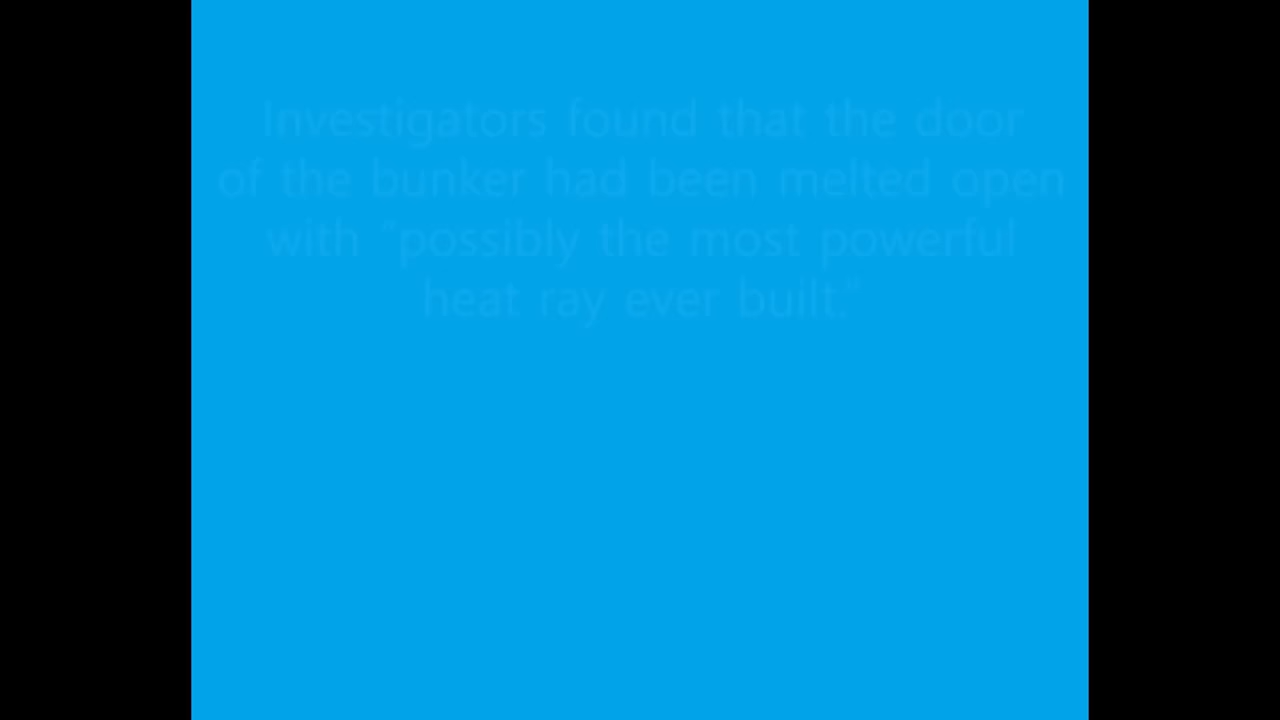 Investigators found that the door
of the bunker had been melted open
with "possibly the most powerful
heat ray ever built."